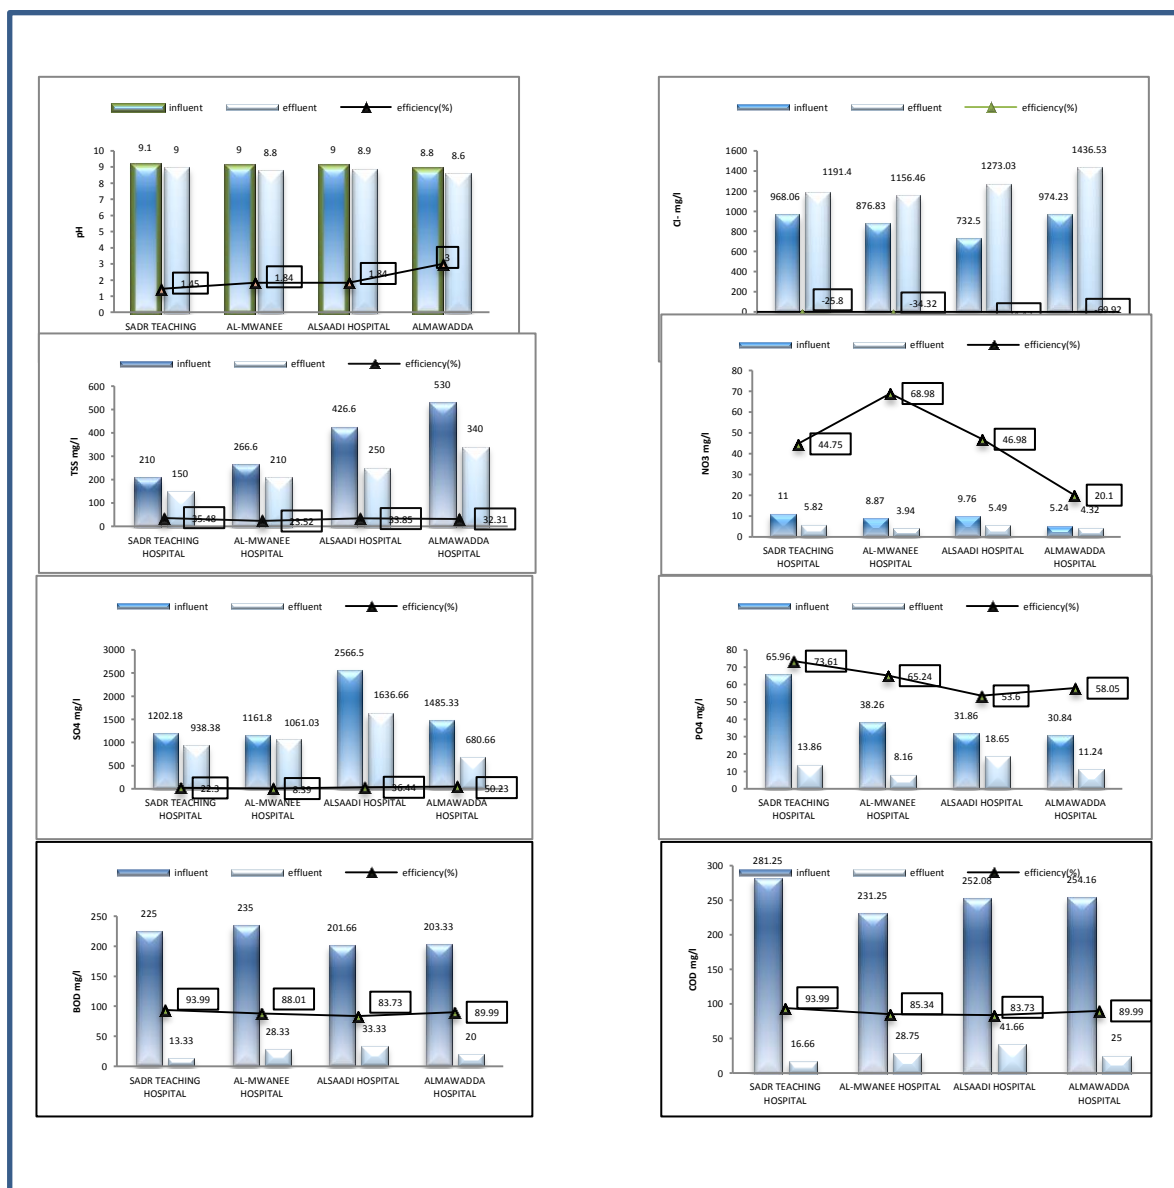 influent effluent efficiency(%)
pH
10
9
8
7
6
5
4
3
2
1
0
9.1 9 9 8.8 9 8.9 8.8 8.6
1.45 1.84 1.84 3
SADR TEACHING AL-MWANEE ALSAADI HOSPITAL ALMAWADDA
influent effluent efficiency(%)
Cl- mg/l
1600
1400
1200
1000
800
600
400
200
0
968.06 1191.4 876.83 1156.46 732.5 1273.03 974.23 1436.53
-25.8 -34.32 -69.92
influent effluent efficiency(%)
TSS mg/l
600
500
400
300
200
100
0
210 150 266.6 210 426.6 250 530 340
35.48 23.52 33.85 32.31
SADR TEACHING AL-MWANEE ALSAADI HOSPITAL ALMAWADDA
HOSPITAL HOSPITAL HOSPITAL
influent effluent efficiency(%)
NO3 mg/l
80
70
60
50
40
30
20
10
0
44.75 68.98 46.98 20.1
11 5.82 8.87 3.94 9.76 5.49 5.24 4.32
SADR TEACHING AL-MWANEE ALSAADI HOSPITAL ALMAWADDA
HOSPITAL HOSPITAL HOSPITAL
influent effluent efficiency(%)
SO4 mg/l
3000
2500
2000
1500
1000
500
0
1202.18 938.38 1161.8 1061.03 2566.5 1636.66 1485.33 680.66
22.3 8.39 36.44 50.23
SADR TEACHING AL-MWANEE ALSAADI HOSPITAL ALMAWADDA
HOSPITAL HOSPITAL HOSPITAL
influent effluent efficiency(%)
PO4 mg/l
80
70
60
50
40
30
20
10
0
65.96 13.86 38.26 8.16 31.86 18.65 30.84 11.24
73.61 65.24 53.6 58.05
SADR TEACHING AL-MWANEE ALSAADI HOSPITAL ALMAWADDA
HOSPITAL HOSPITAL HOSPITAL
influent effluent efficiency(%)
BOD mg/l
250
200
150
100
50
0
225 13.33 235 28.33 201.66 33.33 203.33 20
93.99 88.01 83.73 89.99
SADR TEACHING AL-MWANEE ALSAADI HOSPITAL ALMAWADDA
HOSPITAL HOSPITAL HOSPITAL
influent effluent efficiency(%)
COD mg/l
300
250
200
150
100
50
0
281.25 16.66 231.25 28.75 252.08 41.66 254.16 25
93.99 85.34 83.73 89.99
SADR TEACHING AL-MWANEE HOSPITAL ALSAADI HOSPITAL ALMAWADDA
HOSPITAL HOSPITAL